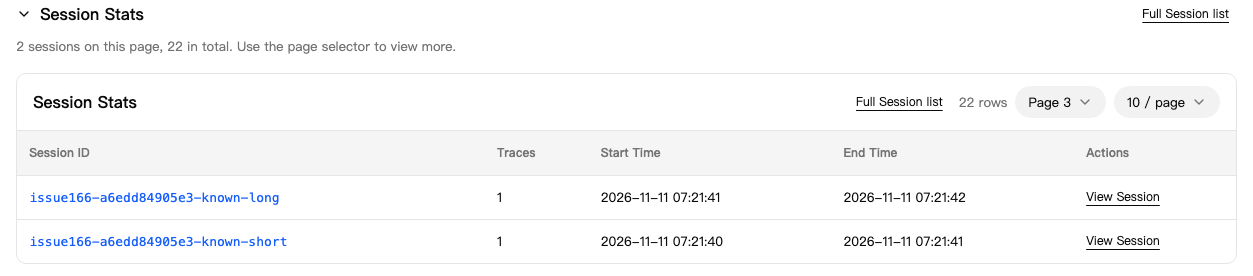 Session Stats Full Session list
2 sessions on this page, 22 in total. Use the page selector to view more.
Session Stats Full Session list 22 rows Page 3 10 / page
Session ID Traces Start Time End Time Actions
issue166-a6edd84905e3-known-long 1 2026-11-11 07:21:41 2026-11-11 07:21:42 View Session
issue166-a6edd84905e3-known-short 1 2026-11-11 07:21:40 2026-11-11 07:21:41 View Session